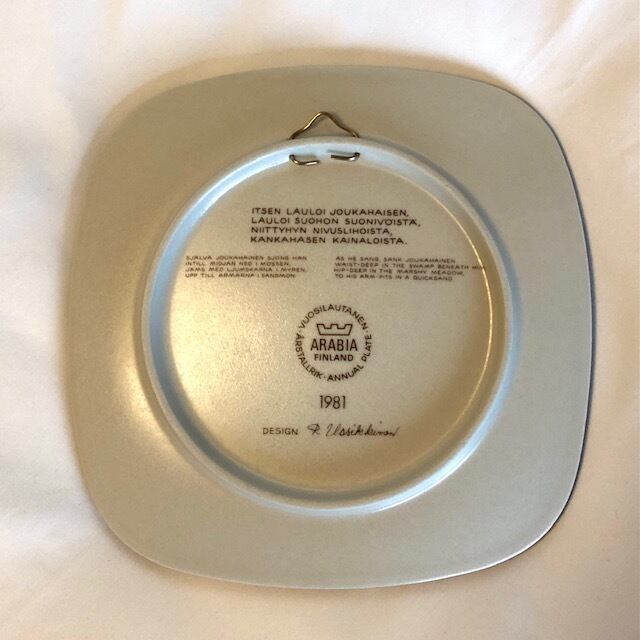 ITSEN LAULOI JOUKAHAISEN,
LAULOI SUOHON SUONIVÖISTÄ,
NIITTYHYN NIVUSLIHOISTA,
KANKAHASEN KAINALOISTA.
SJÄLVA JOUKAHAINEN SJÖNG HAN
INTILL MIDJAN NED I MOSSEN,
JÄMS MED LJUMSKARNA I MYREN,
UPP TILL ARMARNA I SANDMON.
AS HE SANG, SANK JOUKAHAINEN
WAIST-DEEP IN THE SWAMP BENEATH HIM
HIP-DEEP IN THE MARSHY MEADOW,
TO HIS ARM-PITS IN A QUICKSAND.
VUOSILAUTANEN · ÅRSTALLRIK · ANNUAL PLATE ·
ARABIA
FINLAND
1981
DESIGN R. Uosikkinen